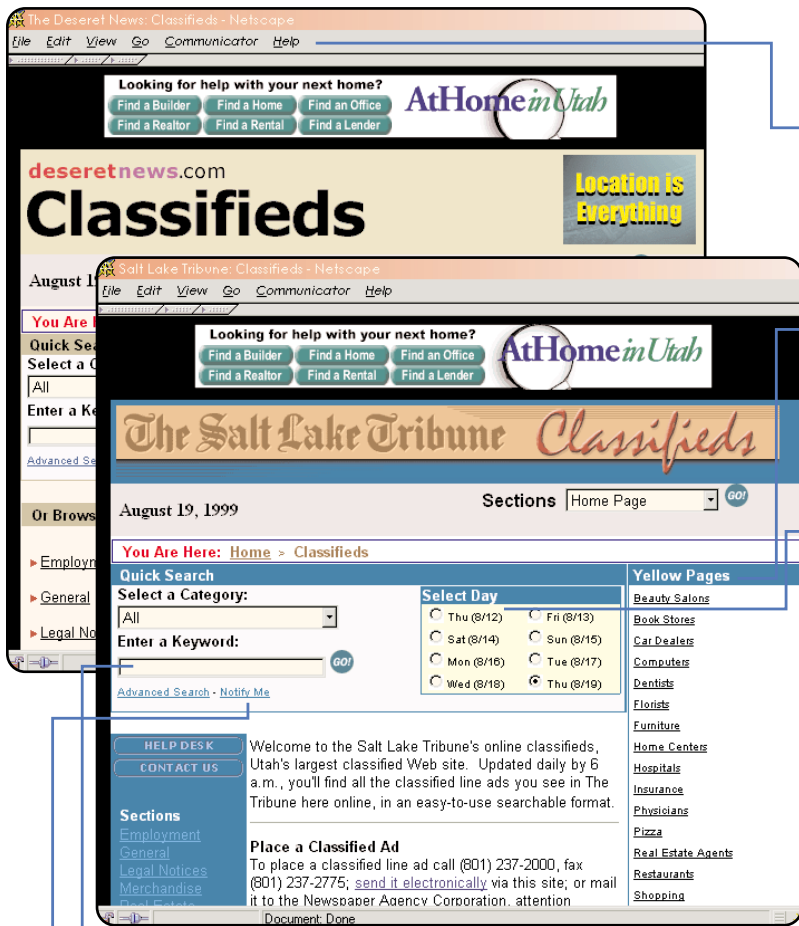 The Deseret News: Classifieds - Netscape
File Edit View Go Communicator Help
Looking for help with your next home?
Find a Builder Find a Home Find an Office
Find a Realtor Find a Rental Find a Lender
AtHome in Utah
deseretnews.com
Classifieds
Location is
Everything
August 1
You Are
Quick Sea
Select a C
All
Enter a Ke
Advanced Se
Or Brows
Employm
General
Legal No
Salt Lake Tribune: Classifieds - Netscape
File Edit View Go Communicator Help
Looking for help with your next home?
Find a Builder Find a Home Find an Office
Find a Realtor Find a Rental Find a Lender
AtHome in Utah
The Salt Lake Tribune Classifieds
August 19, 1999
Sections Home Page GO!
You Are Here: Home > Classifieds
Quick Search
Select a Category:
All
Enter a Keyword:
GO!
Advanced Search - Notify Me
Select Day
Thu (8/12) Fri (8/13)
Sat (8/14) Sun (8/15)
Mon (8/16) Tue (8/17)
Wed (8/18) Thu (8/19)
Yellow Pages
Beauty Salons
Book Stores
Car Dealers
Computers
Dentists
Florists
Furniture
Home Centers
Hospitals
Insurance
Physicians
Pizza
Real Estate Agents
Restaurants
Shopping
HELP DESK
CONTACT US
Sections
Employment
General
Legal Notices
Merchandise
Real Estate
Welcome to the Salt Lake Tribune's online classifieds,
Utah's largest classified Web site. Updated daily by 6
a.m., you'll find all the classified line ads you see in The
Tribune here online, in an easy-to-use searchable format.
Place a Classified Ad
To place a classified line ad call (801) 237-2000, fax
(801) 237-2775; send it electronically via this site; or mail
it to the Newspaper Agency Corporation, attention
Document: Done